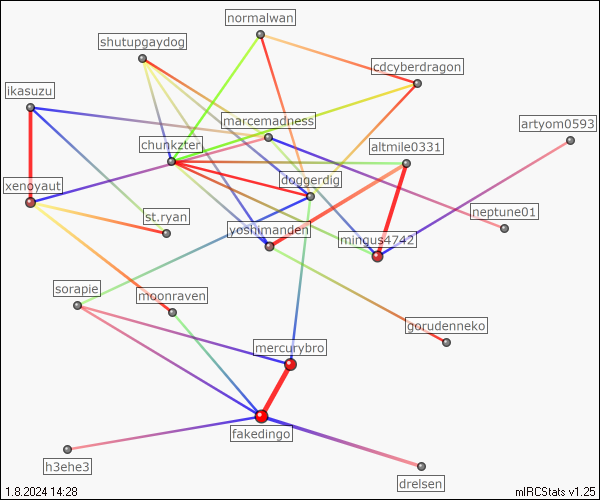 normalwan
shutupgaydog
cdcyberdragon
ikasuzu
marcemadness
artyom0593
chunkzter
altmile0331
xenoyaut
doggerdig
st.ryan
neptune01
yoshimanden
mingus4742
sorapie
moonraven
gorudenneko
mercurybro
fakedingo
h3ehe3
drelsen
1.8.2024 14:28
mIRCStats v1.25